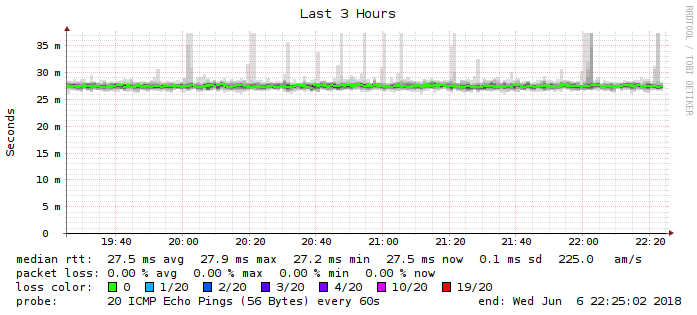 Last 3 Hours
RRDTOOL / TOBI OETIKER
Seconds
35 m
30 m
25 m
20 m
15 m
10 m
5 m
0
19:40 20:00 20:20 20:40 21:00 21:20 21:40 22:00 22:20
median rtt: 27.5 ms avg 27.9 ms max 27.2 ms min 27.5 ms now 0.1 ms sd 225.0 am/s
packet loss: 0.00 % avg 0.00 % max 0.00 % min 0.00 % now
loss color: 0 1/20 2/20 3/20 4/20 10/20 19/20
probe: 20 ICMP Echo Pings (56 Bytes) every 60s end: Wed Jun 6 22:25:02 2018